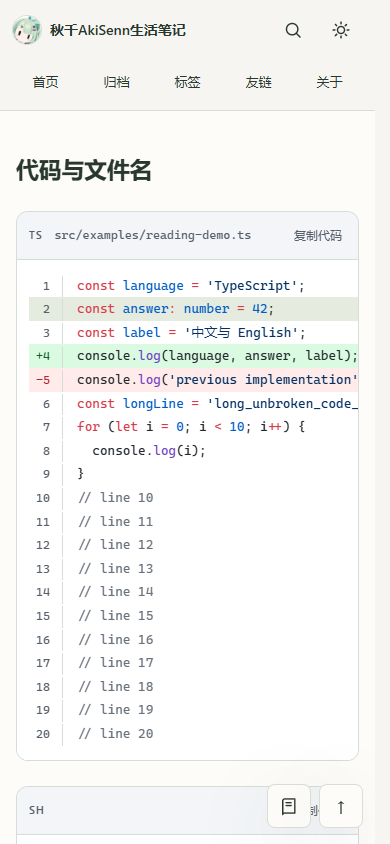 秋千AkiSenn生活笔记
首页 归档 标签 友链 关于
代码与文件名
TS src/examples/reading-demo.ts 复制代码
1 const language = 'TypeScript';
2 const answer: number = 42;
3 const label = '中文与 English';
+4 console.log(language, answer, label);
-5 console.log('previous implementation'
6 const longLine = 'long_unbroken_code_
7 for (let i = 0; i < 10; i++) {
8   console.log(i);
9 }
10 // line 10
11 // line 11
12 // line 12
13 // line 13
14 // line 14
15 // line 15
16 // line 16
17 // line 17
18 // line 18
19 // line 19
20 // line 20
SH
↑